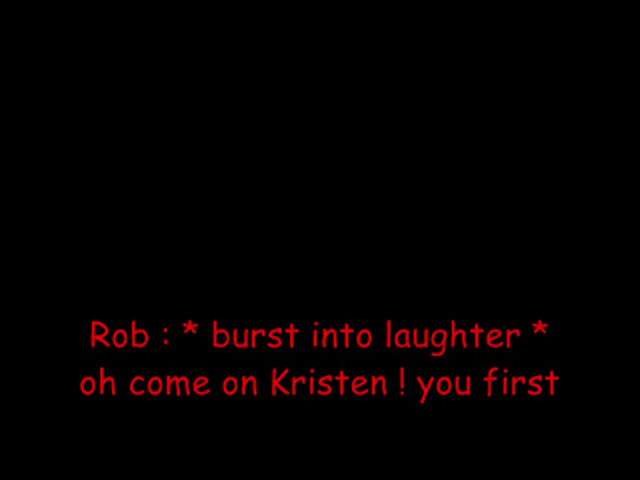 Rob : * burst into laughter *
oh come on Kristen ! you first